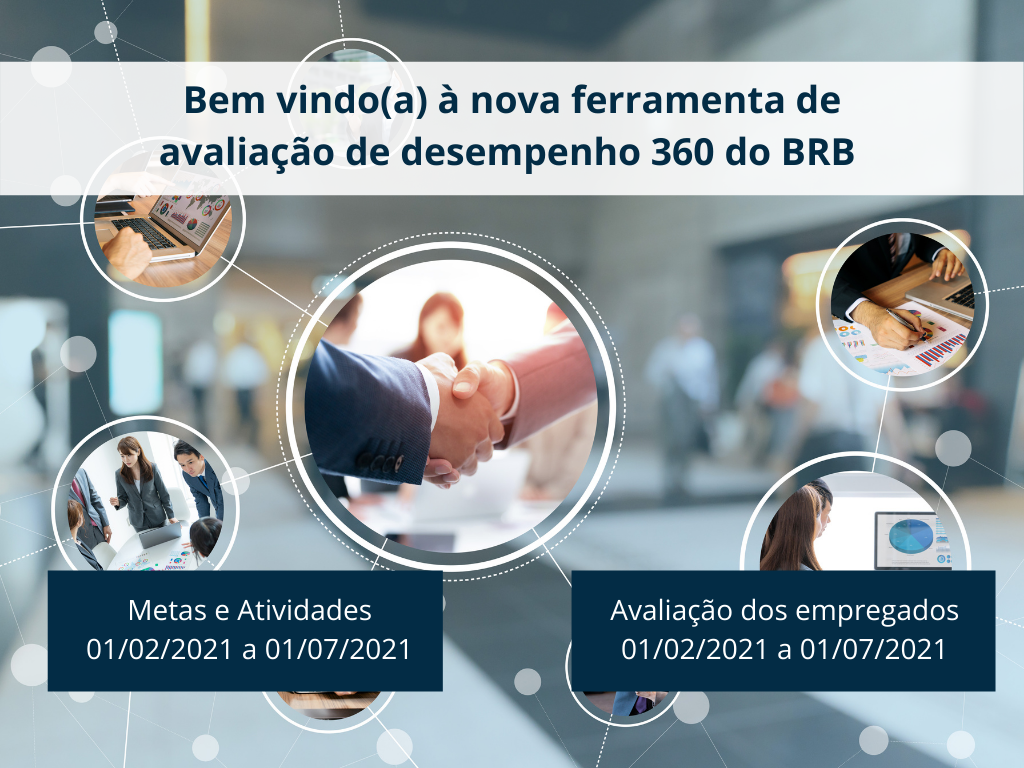 Bem vindo(a) à nova ferramenta de
avaliação de desempenho 360 do BRB
Metas e Atividades
01/02/2021 a 01/07/2021
Avaliação dos empregados
01/02/2021 a 01/07/2021